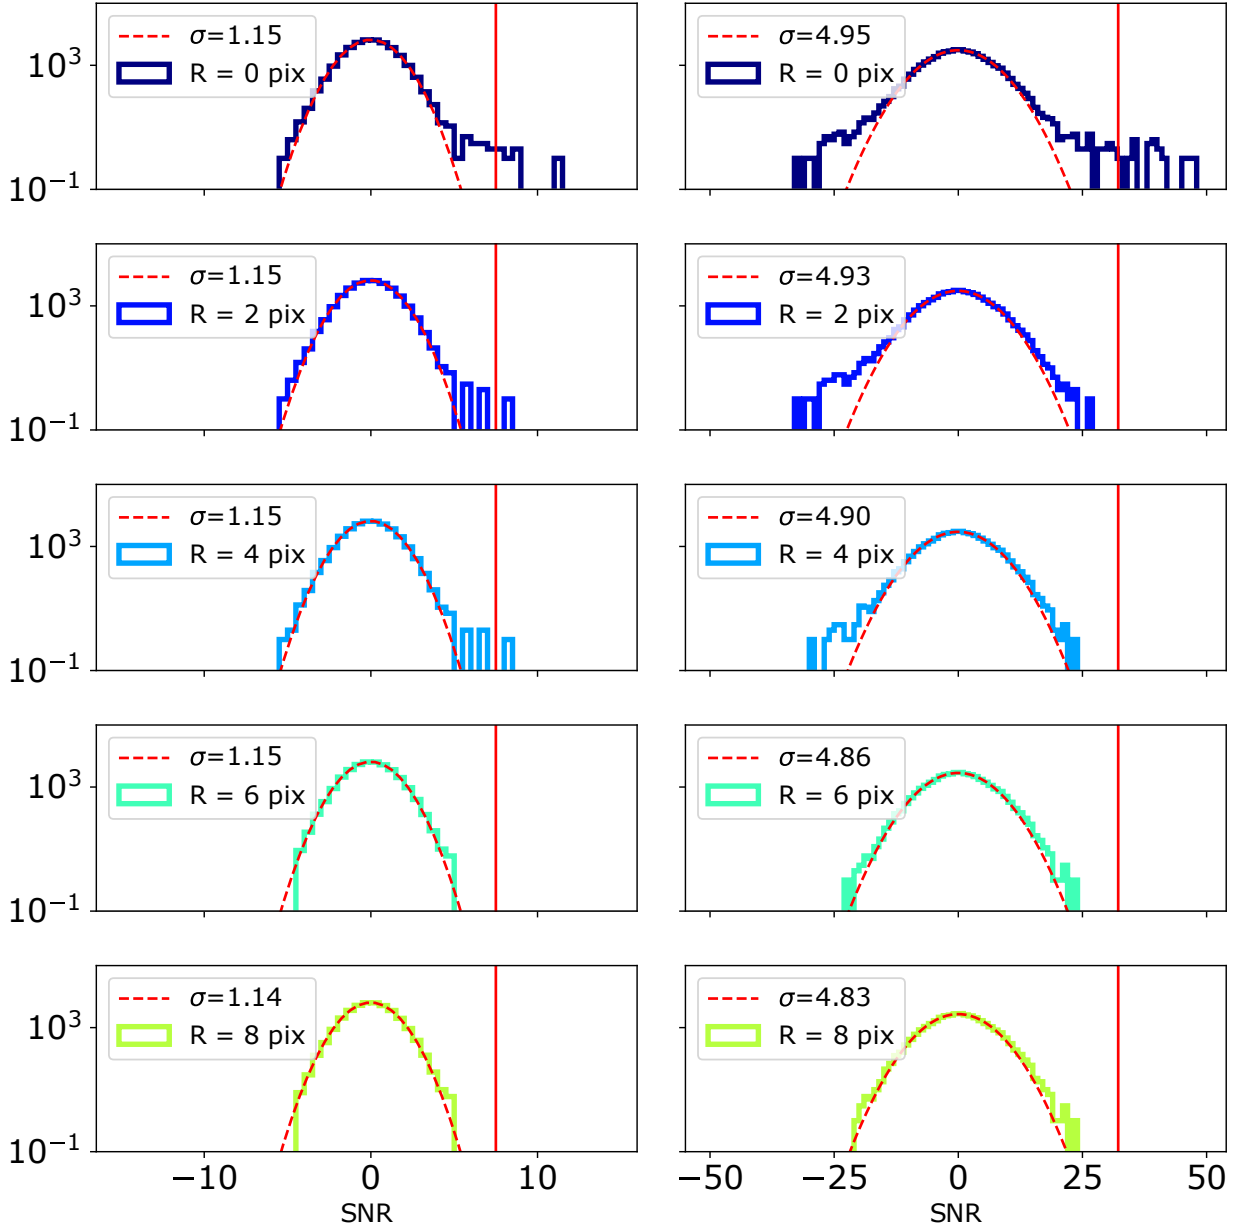 σ=1.15
R = 0 pix
10³
10⁻¹
σ=4.95
R = 0 pix
σ=1.15
R = 2 pix
10³
10⁻¹
σ=4.93
R = 2 pix
σ=1.15
R = 4 pix
10³
10⁻¹
σ=4.90
R = 4 pix
σ=1.15
R = 6 pix
10³
10⁻¹
σ=4.86
R = 6 pix
σ=1.14
R = 8 pix
10³
10⁻¹
σ=4.83
R = 8 pix
−10 0 10
SNR
−50 −25 0 25 50
SNR